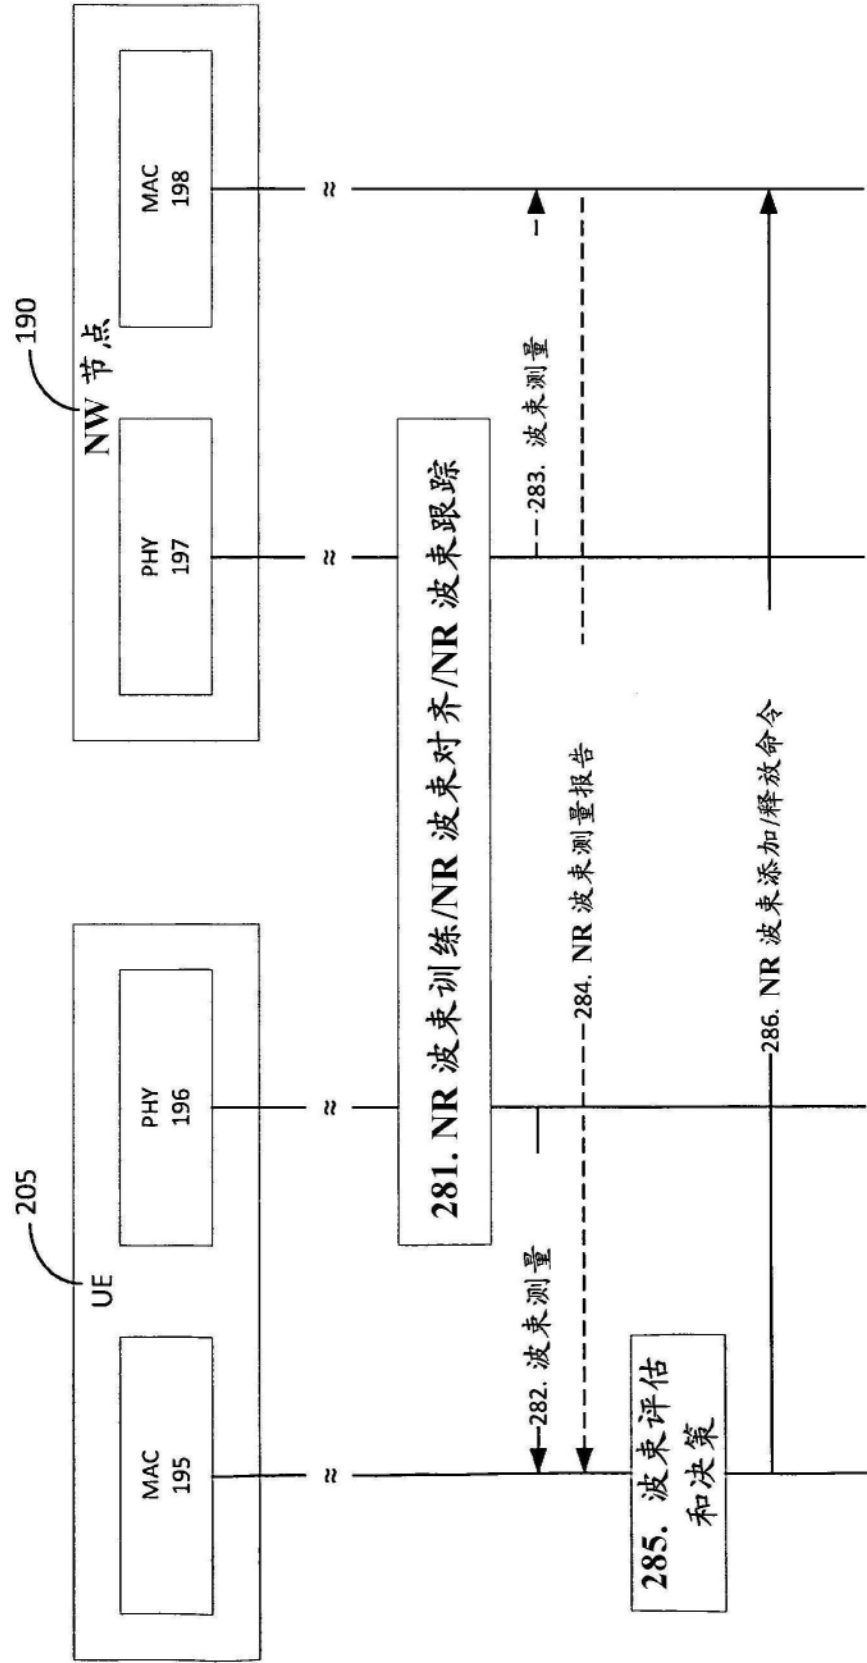 205
190
UE
NW 节点
MAC
195
PHY
196
PHY
197
MAC
198
281. NR 波束训练/NR 波束对齐/NR 波束跟踪
282. 波束测量
283. 波束测量
284. NR 波束测量报告
285. 波束评估
和决策
286. NR 波束添加/释放命令